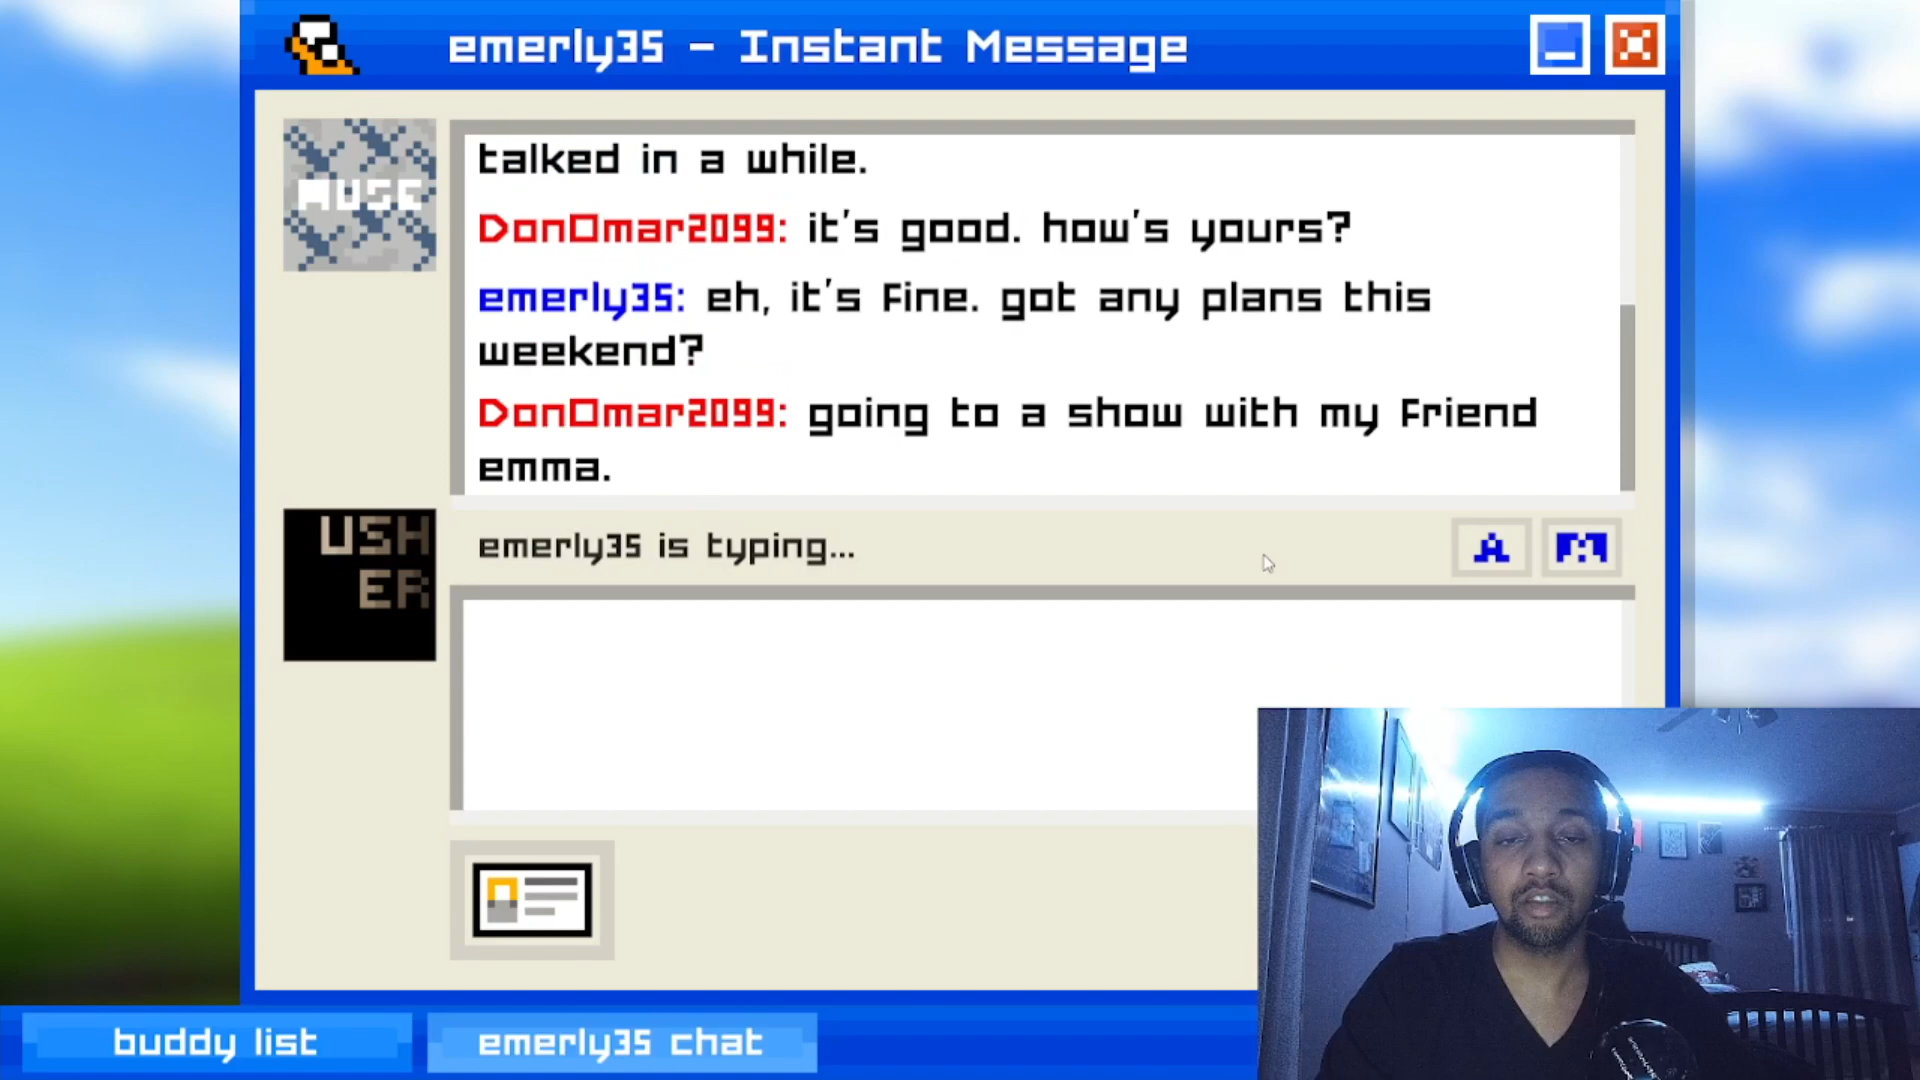 emerly35 - Instant Message
MUSE
talked in a while.
DonOmar2099: it's good. how's yours?
emerly35: eh, it's fine. got any plans this
weekend?
DonOmar2099: going to a show with my friend
emma.
USH
ER
emerly35 is typing...
A
buddy list
emerly35 chat